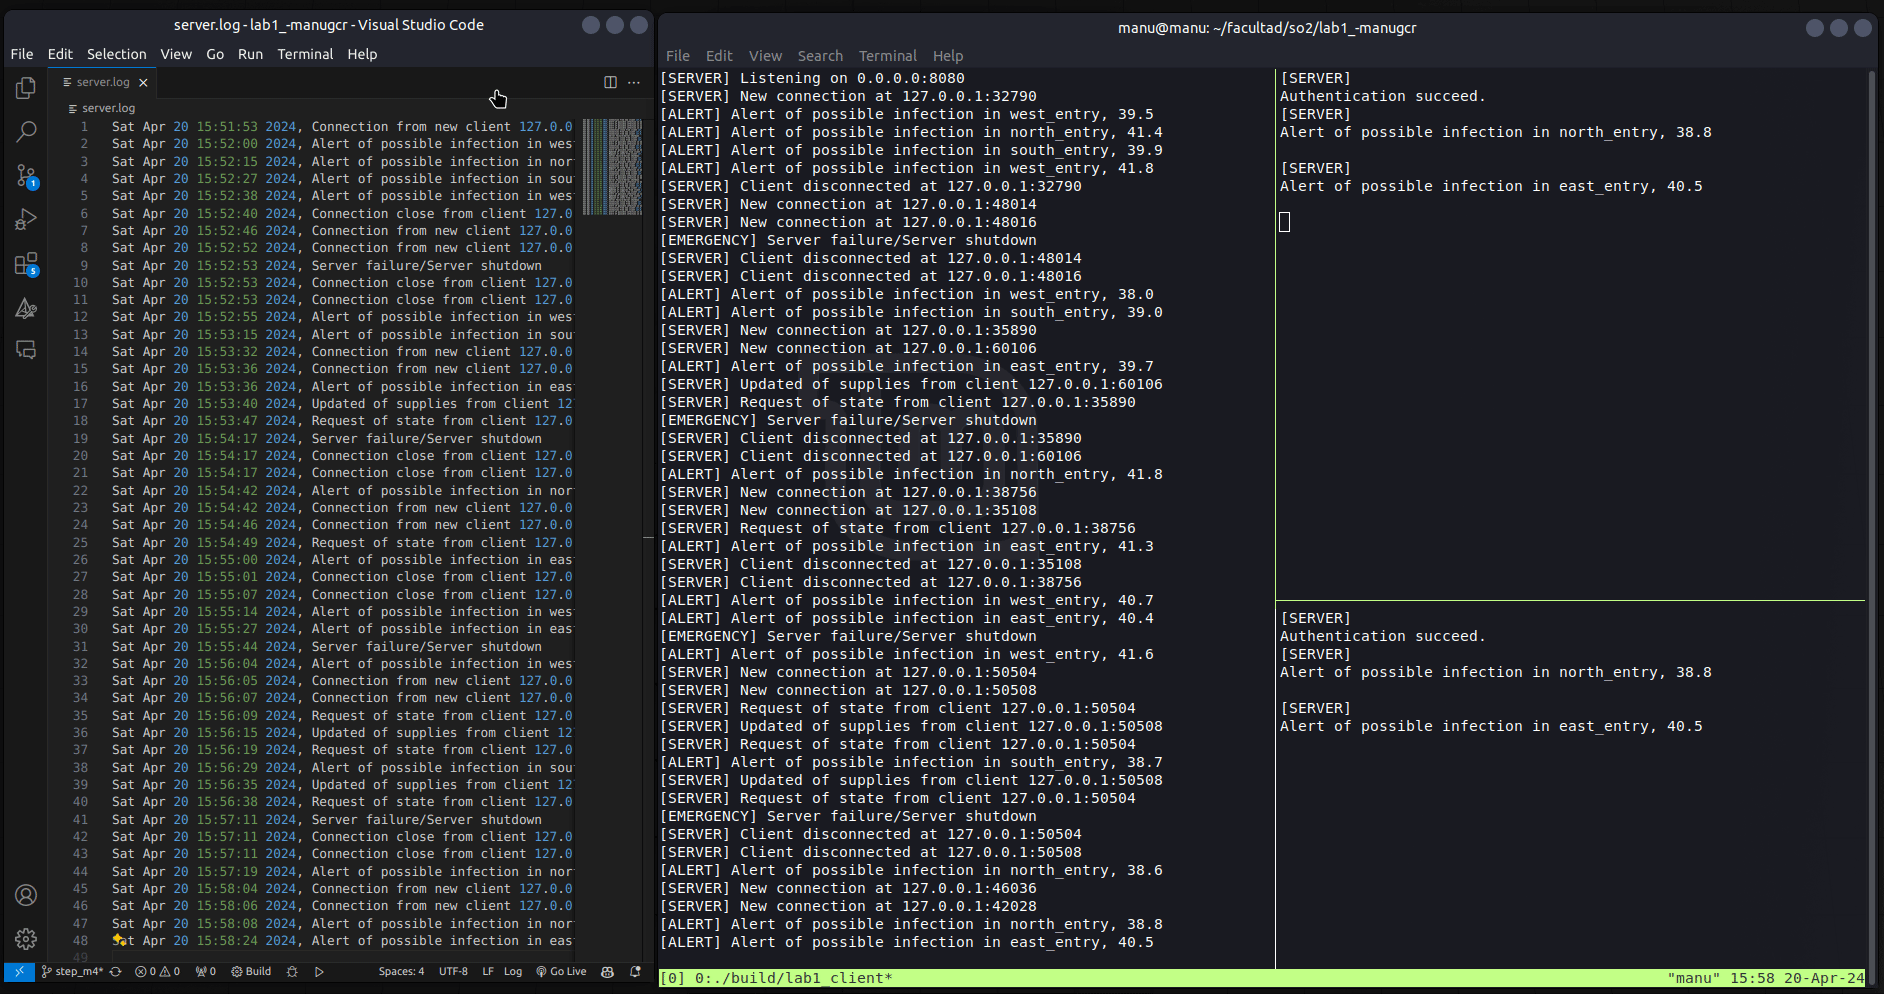 server.log - lab1_-manugcr - Visual Studio Code
File Edit Selection View Go Run Terminal Help
server.log
server.log
1 Sat Apr 20 15:51:53 2024, Connection from new client 127.0.0
2 Sat Apr 20 15:52:00 2024, Alert of possible infection in wes
3 Sat Apr 20 15:52:15 2024, Alert of possible infection in nor
4 Sat Apr 20 15:52:27 2024, Alert of possible infection in sou
5 Sat Apr 20 15:52:38 2024, Alert of possible infection in wes
6 Sat Apr 20 15:52:40 2024, Connection close from client 127.0
7 Sat Apr 20 15:52:46 2024, Connection from new client 127.0.0
8 Sat Apr 20 15:52:52 2024, Connection from new client 127.0.0
9 Sat Apr 20 15:52:53 2024, Server failure/Server shutdown
10 Sat Apr 20 15:52:53 2024, Connection close from client 127.0
11 Sat Apr 20 15:52:53 2024, Connection close from client 127.0
12 Sat Apr 20 15:52:55 2024, Alert of possible infection in wes
13 Sat Apr 20 15:53:15 2024, Alert of possible infection in sou
14 Sat Apr 20 15:53:32 2024, Connection from new client 127.0.0
15 Sat Apr 20 15:53:36 2024, Connection from new client 127.0.0
16 Sat Apr 20 15:53:36 2024, Alert of possible infection in eas
17 Sat Apr 20 15:53:40 2024, Updated of supplies from client 12
18 Sat Apr 20 15:53:47 2024, Request of state from client 127.0
19 Sat Apr 20 15:54:17 2024, Server failure/Server shutdown
20 Sat Apr 20 15:54:17 2024, Connection close from client 127.0
21 Sat Apr 20 15:54:17 2024, Connection close from client 127.0
22 Sat Apr 20 15:54:42 2024, Alert of possible infection in nor
23 Sat Apr 20 15:54:42 2024, Connection from new client 127.0.0
24 Sat Apr 20 15:54:46 2024, Connection from new client 127.0.0
25 Sat Apr 20 15:54:49 2024, Request of state from client 127.0
26 Sat Apr 20 15:55:00 2024, Alert of possible infection in eas
27 Sat Apr 20 15:55:01 2024, Connection close from client 127.0
28 Sat Apr 20 15:55:07 2024, Connection close from client 127.0
29 Sat Apr 20 15:55:14 2024, Alert of possible infection in wes
30 Sat Apr 20 15:55:27 2024, Alert of possible infection in eas
31 Sat Apr 20 15:55:44 2024, Server failure/Server shutdown
32 Sat Apr 20 15:56:04 2024, Alert of possible infection in wes
33 Sat Apr 20 15:56:05 2024, Connection from new client 127.0.0
34 Sat Apr 20 15:56:07 2024, Connection from new client 127.0.0
35 Sat Apr 20 15:56:09 2024, Request of state from client 127.0
36 Sat Apr 20 15:56:15 2024, Updated of supplies from client 12
37 Sat Apr 20 15:56:19 2024, Request of state from client 127.0
38 Sat Apr 20 15:56:29 2024, Alert of possible infection in sou
39 Sat Apr 20 15:56:35 2024, Updated of supplies from client 12
40 Sat Apr 20 15:56:38 2024, Request of state from client 127.0
41 Sat Apr 20 15:57:11 2024, Server failure/Server shutdown
42 Sat Apr 20 15:57:11 2024, Connection close from client 127.0
43 Sat Apr 20 15:57:11 2024, Connection close from client 127.0
44 Sat Apr 20 15:57:19 2024, Alert of possible infection in nor
45 Sat Apr 20 15:58:04 2024, Connection from new client 127.0.0
46 Sat Apr 20 15:58:06 2024, Connection from new client 127.0.0
47 Sat Apr 20 15:58:08 2024, Alert of possible infection in nor
48 Sat Apr 20 15:58:24 2024, Alert of possible infection in eas
49
1
5
step_m4* 0 0 0 Build Spaces: 4 UTF-8 LF Log Go Live
manu@manu: ~/facultad/so2/lab1_-manugcr
File Edit View Search Terminal Help
[SERVER] Listening on 0.0.0.0:8080
[SERVER] New connection at 127.0.0.1:32790
[ALERT] Alert of possible infection in west_entry, 39.5
[ALERT] Alert of possible infection in north_entry, 41.4
[ALERT] Alert of possible infection in south_entry, 39.9
[ALERT] Alert of possible infection in west_entry, 41.8
[SERVER] Client disconnected at 127.0.0.1:32790
[SERVER] New connection at 127.0.0.1:48014
[SERVER] New connection at 127.0.0.1:48016
[EMERGENCY] Server failure/Server shutdown
[SERVER] Client disconnected at 127.0.0.1:48014
[SERVER] Client disconnected at 127.0.0.1:48016
[ALERT] Alert of possible infection in west_entry, 38.0
[ALERT] Alert of possible infection in south_entry, 39.0
[SERVER] New connection at 127.0.0.1:35890
[SERVER] New connection at 127.0.0.1:60106
[ALERT] Alert of possible infection in east_entry, 39.7
[SERVER] Updated of supplies from client 127.0.0.1:60106
[SERVER] Request of state from client 127.0.0.1:35890
[EMERGENCY] Server failure/Server shutdown
[SERVER] Client disconnected at 127.0.0.1:35890
[SERVER] Client disconnected at 127.0.0.1:60106
[ALERT] Alert of possible infection in north_entry, 41.8
[SERVER] New connection at 127.0.0.1:38756
[SERVER] New connection at 127.0.0.1:35108
[SERVER] Request of state from client 127.0.0.1:38756
[ALERT] Alert of possible infection in east_entry, 41.3
[SERVER] Client disconnected at 127.0.0.1:35108
[SERVER] Client disconnected at 127.0.0.1:38756
[ALERT] Alert of possible infection in west_entry, 40.7
[ALERT] Alert of possible infection in east_entry, 40.4
[EMERGENCY] Server failure/Server shutdown
[ALERT] Alert of possible infection in west_entry, 41.6
[SERVER] New connection at 127.0.0.1:50504
[SERVER] New connection at 127.0.0.1:50508
[SERVER] Request of state from client 127.0.0.1:50504
[SERVER] Updated of supplies from client 127.0.0.1:50508
[SERVER] Request of state from client 127.0.0.1:50504
[ALERT] Alert of possible infection in south_entry, 38.7
[SERVER] Updated of supplies from client 127.0.0.1:50508
[SERVER] Request of state from client 127.0.0.1:50504
[EMERGENCY] Server failure/Server shutdown
[SERVER] Client disconnected at 127.0.0.1:50504
[SERVER] Client disconnected at 127.0.0.1:50508
[ALERT] Alert of possible infection in north_entry, 38.6
[SERVER] New connection at 127.0.0.1:46036
[SERVER] New connection at 127.0.0.1:42028
[ALERT] Alert of possible infection in north_entry, 38.8
[ALERT] Alert of possible infection in east_entry, 40.5
[SERVER]
Authentication succeed.
[SERVER]
Alert of possible infection in north_entry, 38.8
[SERVER]
Alert of possible infection in east_entry, 40.5
[SERVER]
Authentication succeed.
[SERVER]
Alert of possible infection in north_entry, 38.8
[SERVER]
Alert of possible infection in east_entry, 40.5
[0] 0:./build/lab1_client* "manu" 15:58 20-Apr-24